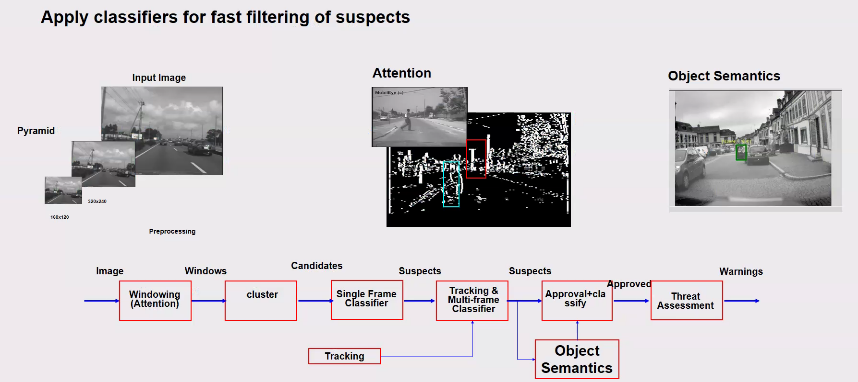 Apply classifiers for fast filtering of suspects
Input Image
Attention
Object Semantics
Pyramid
320x240
160x120
Preprocessing
Image
Windows
Candidates
Suspects
Suspects
Approved
Warnings
Windowing
(Attention)
cluster
Single Frame
Classifier
Tracking &
Multi-frame
Classifier
Approval+cla
ssify
Threat
Assessment
Tracking
Object
Semantics